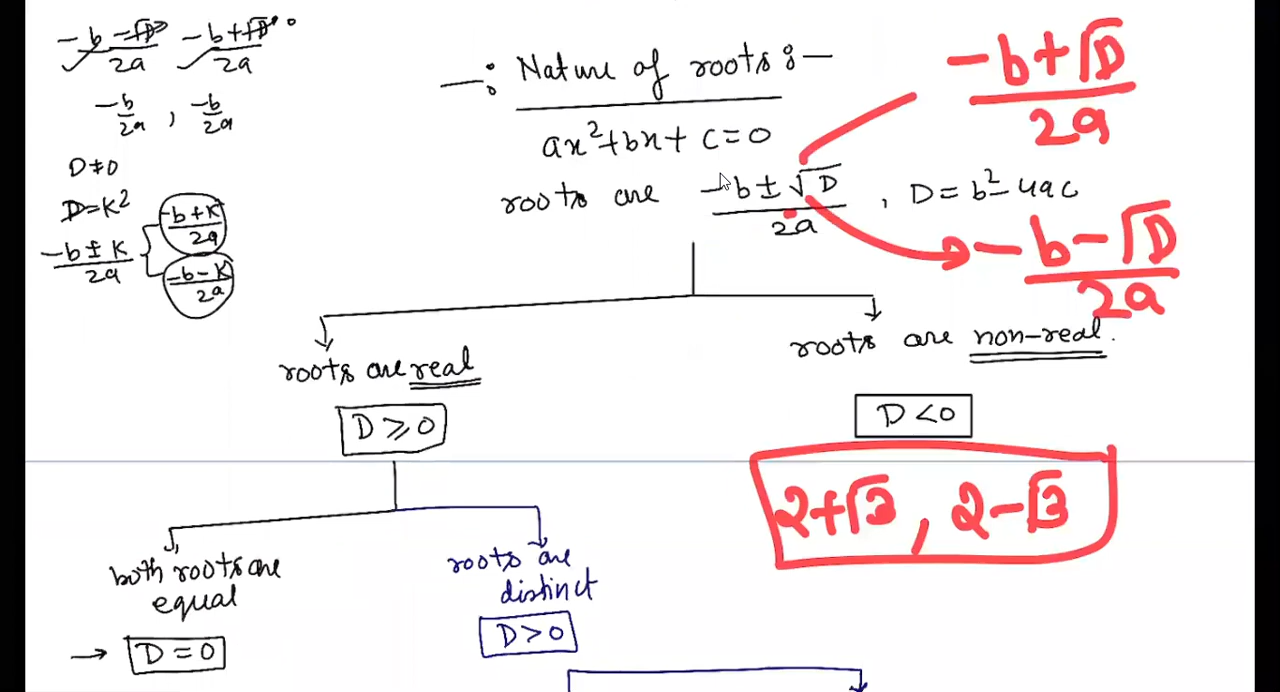 —: Nature of roots :—
ax²+bx+c=0
roots are (-b±√D)/2a , D=b²-4ac
(-b+√D)/2a
(-b-√D)/2a
(-b-√D)/2a (-b+√D)/2a
-b/2a , -b/2a
D≠0
D=K²
(-b±K)/2a { (-b+K)/2a
(-b-K)/2a
roots are real
D≥0
roots are non-real.
D<0
2+√3, 2-√3
both roots are
equal
→ D=0
roots are
distinct
D>0